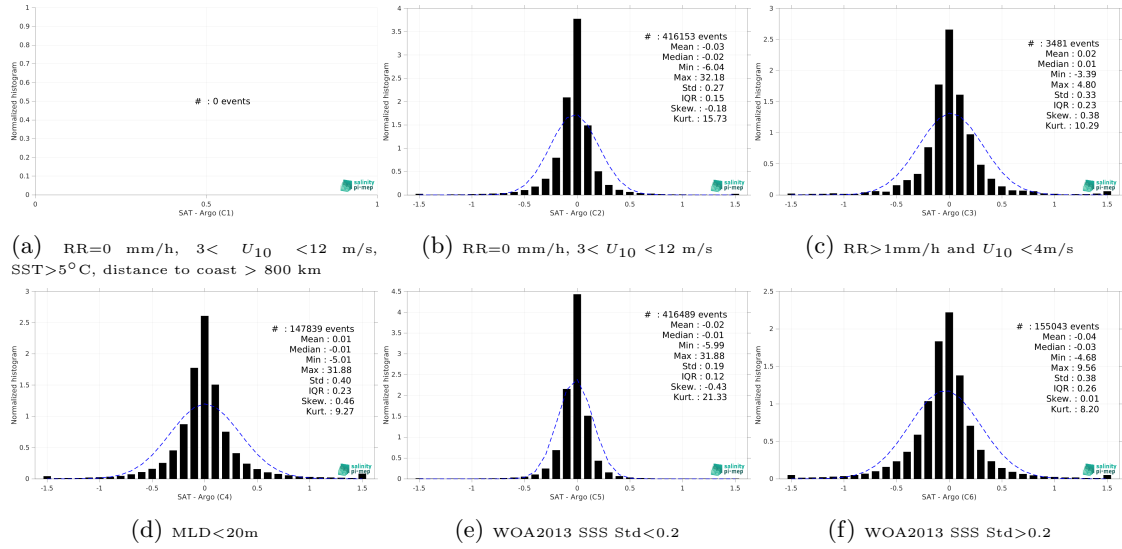 1
0.9
0.8
0.7
0.6
0.5
0.4
0.3
0.2
0.1
0
Normalized histogram
# : 0 events
salinity
pi-mep
0 0.5 1
SAT - Argo (C1)
(a) RR=0 mm/h, 3< U10 <12 m/s,
SST>5°C, distance to coast > 800 km
4
3.5
3
2.5
2
1.5
1
0.5
0
Normalized histogram
# : 416153 events
Mean : -0.03
Median : -0.02
Min : -6.04
Max : 32.18
Std : 0.27
IQR : 0.15
Skew. : -0.18
Kurt. : 15.73
salinity
pi-mep
-1.5 -1 -0.5 0 0.5 1 1.5
SAT - Argo (C2)
(b) RR=0 mm/h, 3< U10 <12 m/s
3
2.5
2
1.5
1
0.5
0
Normalized histogram
# : 3481 events
Mean : 0.02
Median : 0.01
Min : -3.39
Max : 4.80
Std : 0.33
IQR : 0.23
Skew. : 0.38
Kurt. : 10.29
salinity
pi-mep
-1.5 -1 -0.5 0 0.5 1 1.5
SAT - Argo (C3)
(c) RR>1mm/h and U10 <4m/s
3
2.5
2
1.5
1
0.5
0
Normalized histogram
# : 147839 events
Mean : 0.01
Median : -0.01
Min : -5.01
Max : 31.88
Std : 0.40
IQR : 0.23
Skew. : 0.46
Kurt. : 9.27
salinity
pi-mep
-1.5 -1 -0.5 0 0.5 1 1.5
SAT - Argo (C4)
(d) MLD<20m
4.5
4
3.5
3
2.5
2
1.5
1
0.5
0
Normalized histogram
# : 416489 events
Mean : -0.02
Median : -0.01
Min : -5.99
Max : 31.88
Std : 0.19
IQR : 0.12
Skew. : -0.43
Kurt. : 21.33
salinity
pi-mep
-1.5 -1 -0.5 0 0.5 1 1.5
SAT - Argo (C5)
(e) WOA2013 SSS Std<0.2
2.5
2
1.5
1
0.5
0
Normalized histogram
# : 155043 events
Mean : -0.04
Median : -0.03
Min : -4.68
Max : 9.56
Std : 0.38
IQR : 0.26
Skew. : 0.01
Kurt. : 8.20
salinity
pi-mep
-1.5 -1 -0.5 0 0.5 1 1.5
SAT - Argo (C6)
(f) WOA2013 SSS Std>0.2